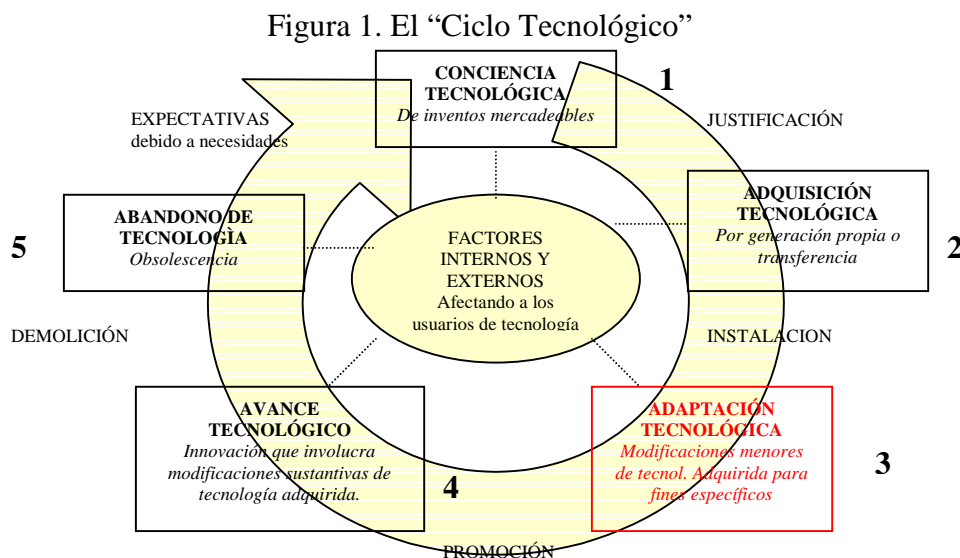 Figura 1. El “Ciclo Tecnológico”
CONCIENCIA
TECNOLÓGICA
De inventos mercadeables
1
EXPECTATIVAS
debido a necesidades
JUSTIFICACIÓN
ADQUISICIÓN
TECNOLÓGICA
Por generación propia o
transferencia
2
ABANDONO DE
TECNOLOGÌA
Obsolescencia
5
FACTORES
INTERNOS Y
EXTERNOS
Afectando a los
usuarios de tecnología
DEMOLICIÓN
INSTALACION
AVANCE
TECNOLÓGICO
Innovación que involucra
modificaciones sustantivas de
tecnología adquirida.
4
ADAPTACIÓN
TECNOLÓGICA
Modificaciones menores
de tecnol. Adquirida para
fines específicos
3
PROMOCIÓN